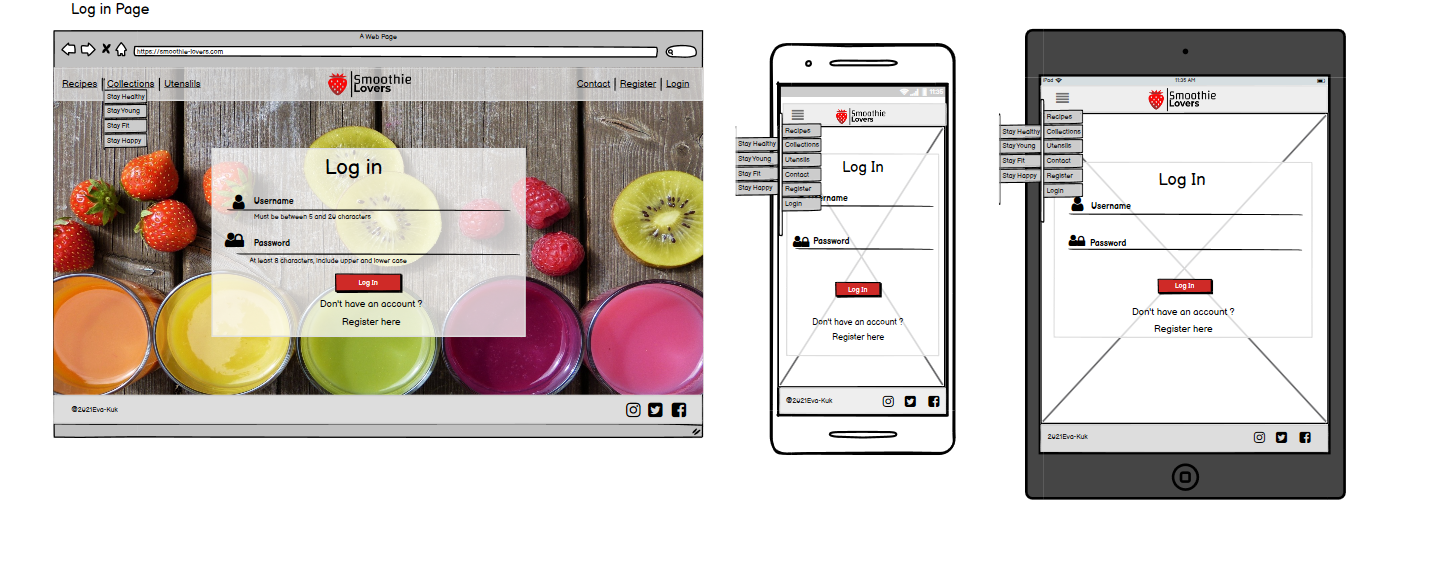 Log in Page
A Web Page
https://smoothie-lovers.com
Recipes Collections Utenslils
Smoothie
Lovers
Contact Register Login
Stay Healthy
Stay Young
Stay Fit
Stay Happy
Log in
Username
Must be between 5 and 20 characters
Password
At least 8 characters, include upper and lower case
Log In
Don't have an account ?
Register here
©2021Eva-Kuk
11:35
Smoothie
Lovers
Recipes
Collections
Utensils
Contact
Register
Login
Stay Healthy
Stay Young
Stay Fit
Stay Happy
Log In
ername
Password
Log In
Don't have an account ?
Register here
©2021Eva-Kuk
iPod
11:35 AM
Smoothie
Lovers
Recipes
Collections
Utensils
Contact
Register
Login
Stay Healthy
Stay Young
Stay Fit
Stay Happy
Log In
Username
Password
Log In
Don't have an account ?
Register here
2021Eva-Kuk